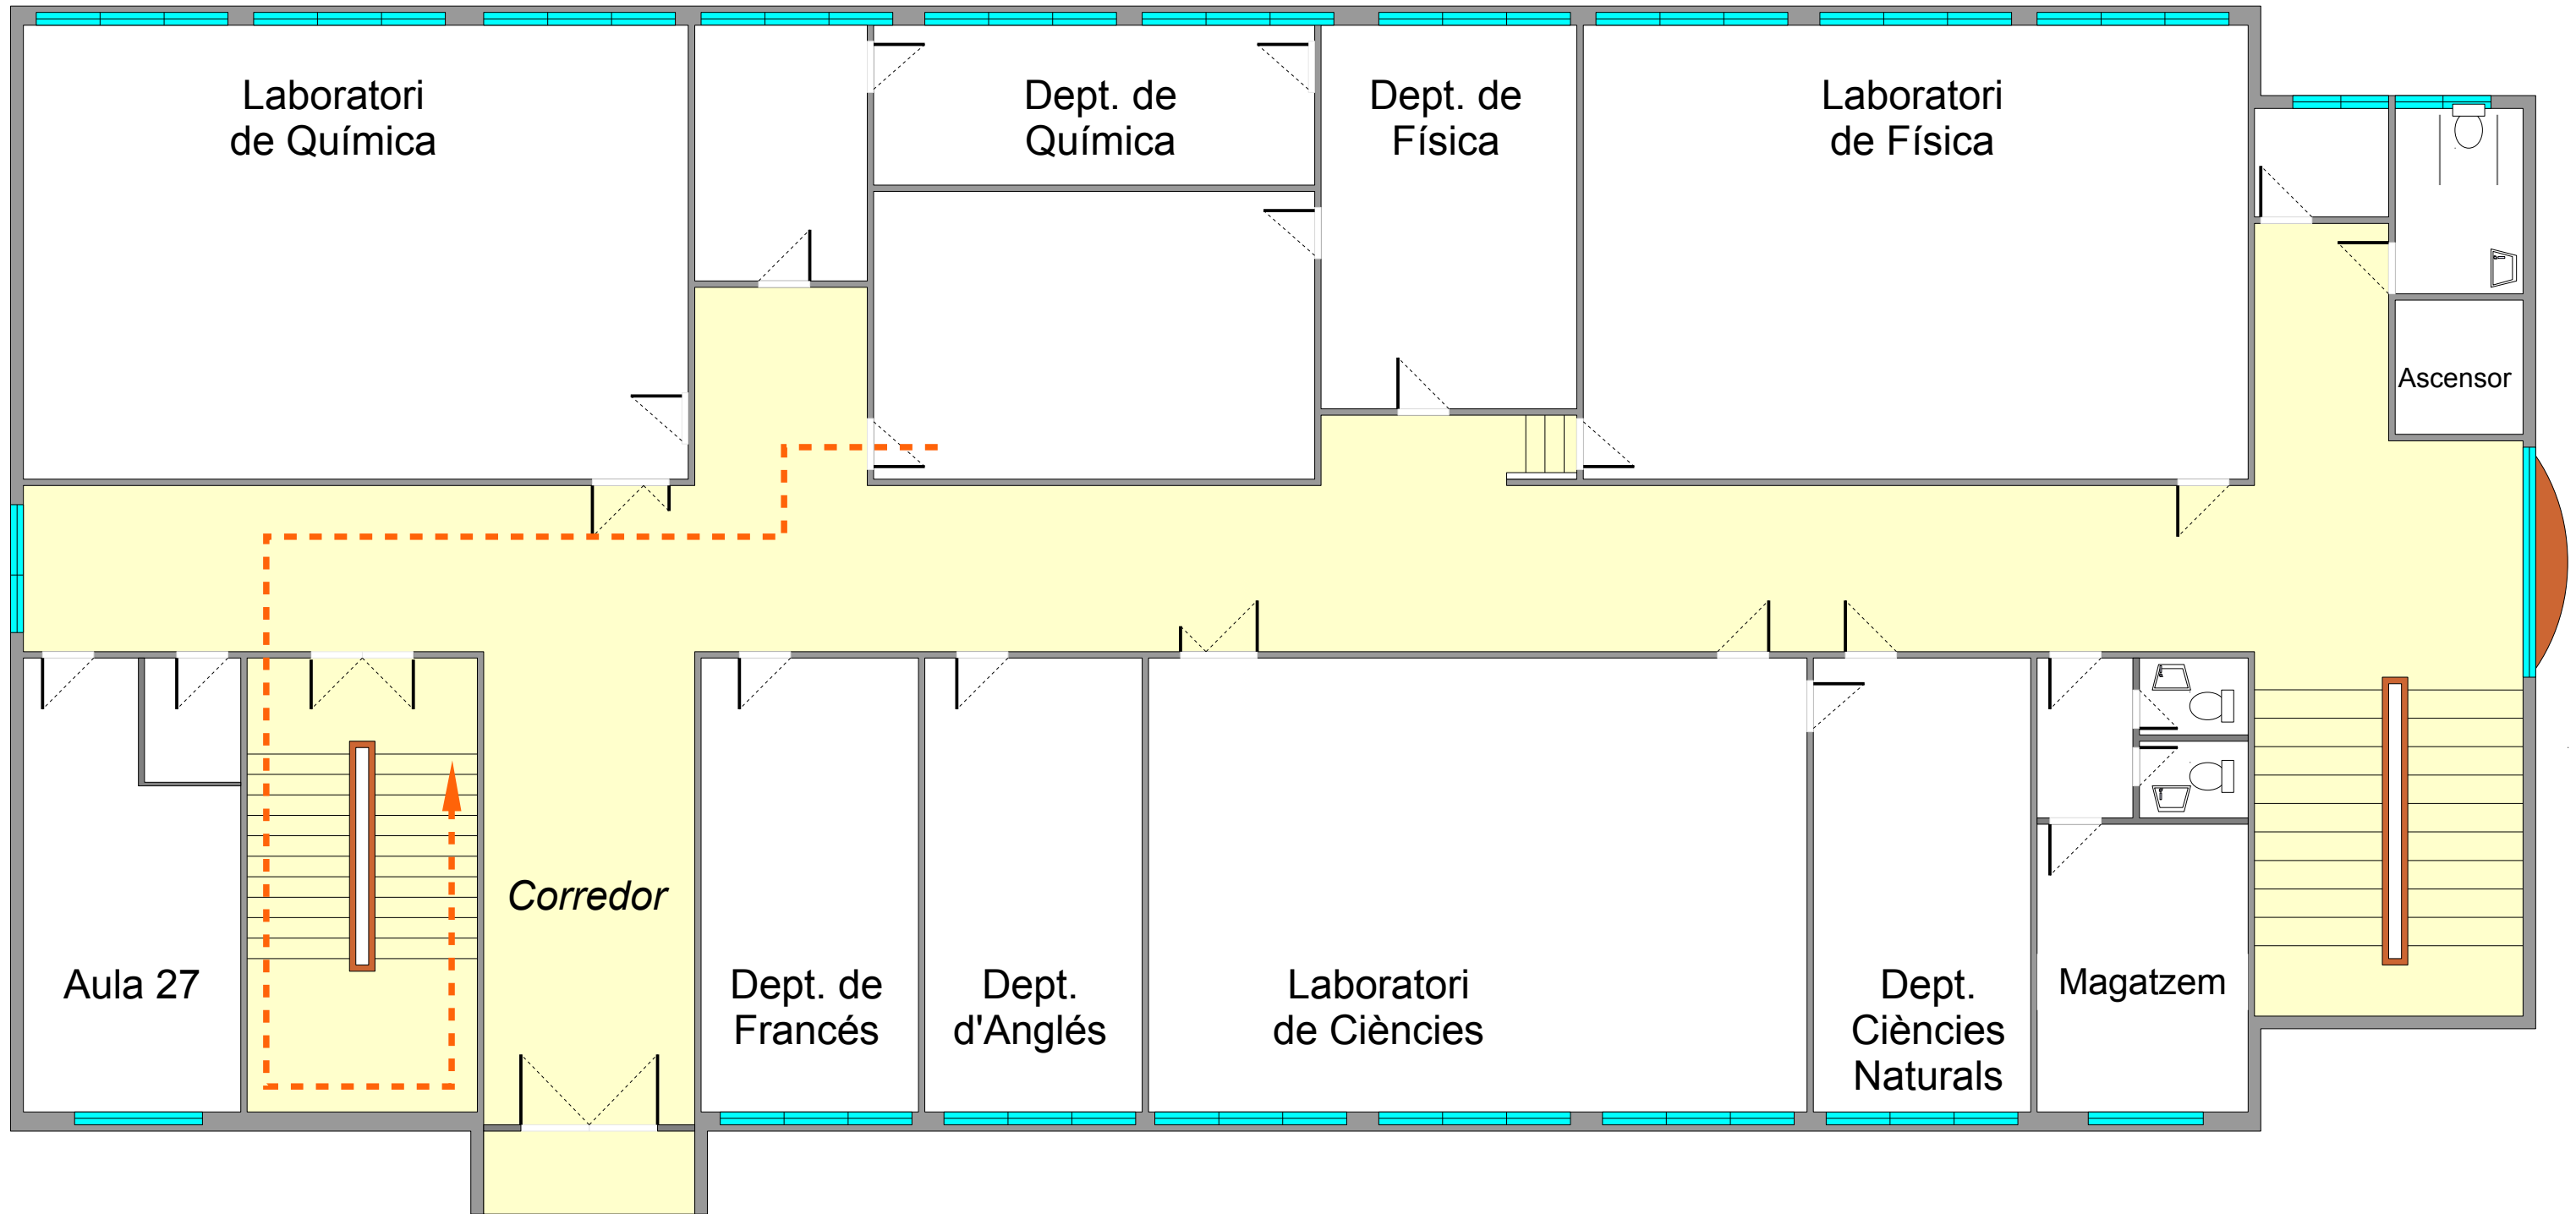 Laboratori
de Química
Dept. de
Química
Dept. de
Física
Laboratori
de Física
Ascensor
Corredor
Aula 27
Dept. de
Francés
Dept.
d'Anglés
Laboratori
de Ciències
Dept.
Ciències
Naturals
Magatzem